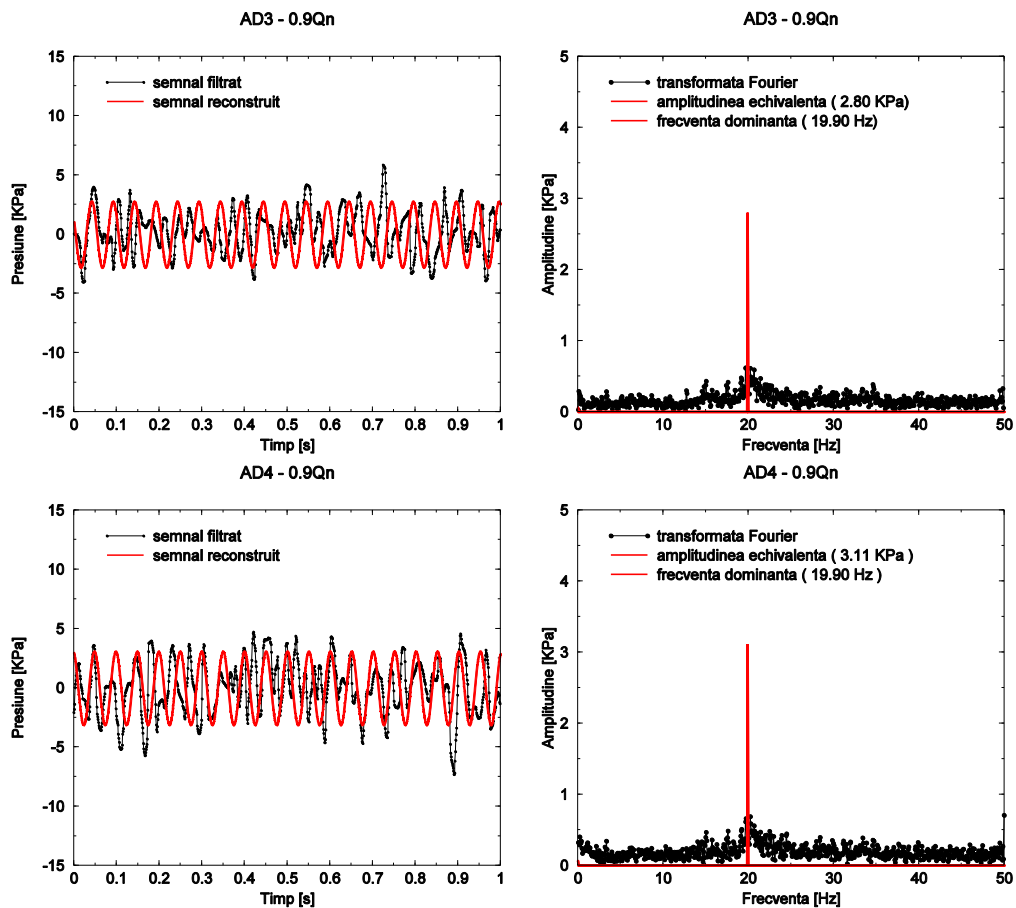 AD3 - 0.9Qn
15
10
5
0
-5
-10
-15
Presiune [KPa]
semnal filtrat
semnal reconstruit
0 0.1 0.2 0.3 0.4 0.5 0.6 0.7 0.8 0.9 1
Timp [s]
AD3 - 0.9Qn
5
4
3
2
1
0
Amplitudine [KPa]
transformata Fourier
amplitudinea echivalenta ( 2.80 KPa)
frecventa dominanta ( 19.90 Hz)
0 10 20 30 40 50
Frecventa [Hz]
AD4 - 0.9Qn
15
10
5
0
-5
-10
-15
Presiune [KPa]
semnal filtrat
semnal reconstruit
0 0.1 0.2 0.3 0.4 0.5 0.6 0.7 0.8 0.9 1
Timp [s]
AD4 - 0.9Qn
5
4
3
2
1
0
Amplitudine [KPa]
transformata Fourier
amplitudinea echivalenta ( 3.11 KPa )
frecventa dominanta ( 19.90 Hz )
0 10 20 30 40 50
Frecventa [Hz]